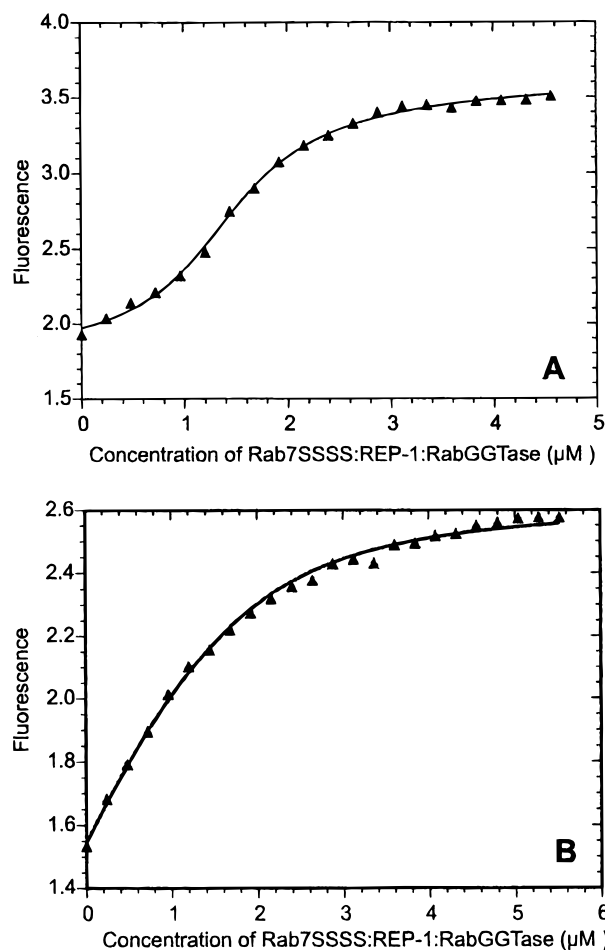 4.0
3.5
3.0
2.5
2.0
1.5
Fluorescence
A
0 1 2 3 4 5
Concentration of Rab7SSSS:REP-1:RabGGTase (µM )
2.6
2.4
2.2
2.0
1.8
1.6
1.4
Fluorescence
B
0 1 2 3 4 5 6
Concentration of Rab7SSSS:REP-1:RabGGTase (µM )